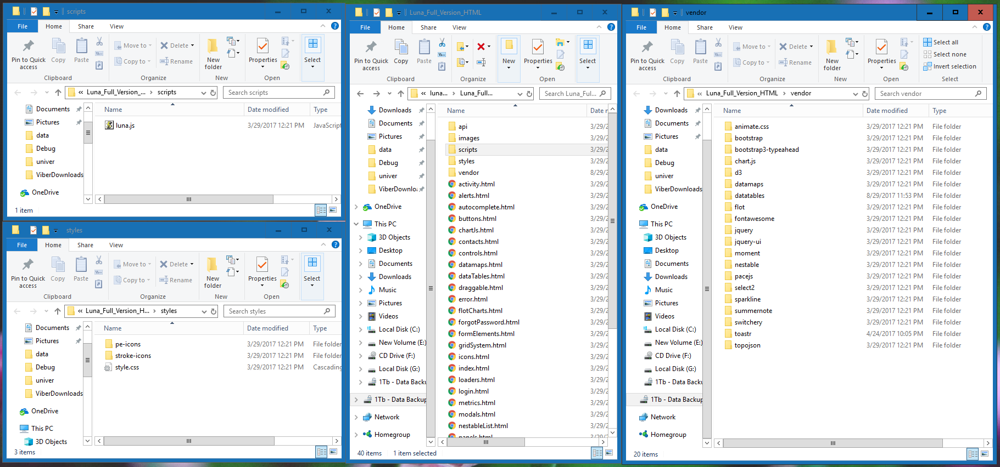 scripts
File Home Share View
Pin to Quick access
Copy
Paste
Move to
Copy to
Delete
Rename
New folder
Properties
Select
Clipboard Organize New Open
« Luna_Full_Version_... › scripts
Search scripts
Documents
Pictures
data
Debug
univer
ViberDownloads
OneDrive
Name Date modified Type
luna.js 3/29/2017 12:21 PM JavaScript
1 item
styles
File Home Share View
Pin to Quick access
Copy
Paste
Move to
Copy to
Delete
Rename
New folder
Properties
Select
Clipboard Organize New Open
« Luna_Full_Version_H... › styles
Search styles
Documents
Pictures
data
Debug
univer
ViberDownloads
OneDrive
This PC
3D Objects
Name Date modified Type
pe-icons 3/29/2017 12:21 PM File folder
stroke-icons 3/29/2017 12:21 PM File folder
style.css 3/29/2017 12:21 PM Cascading
3 items
Luna_Full_Version_HTML
File Home Share View
Pin to Quick access
Copy
Paste
New
Properties
Select
Clipboard Organize Open
« luna... › Luna_Full...
Search Luna_Ful...
Downloads
Documents
Pictures
data
Debug
univer
ViberDownlo
OneDrive
This PC
3D Objects
Desktop
Documents
Downloads
Music
Pictures
Videos
Local Disk (C:)
New Volume (E:)
CD Drive (F:)
Local Disk (G:)
1Tb - Data Backu
1Tb - Data Backup
Network
Homegroup
Name Date m
api 3/29/2
images 3/29/2
scripts 3/29/2
styles 3/29/2
vendor 8/29/2
activity.html 3/29/2
alerts.html 3/29/2
autocomplete.html 3/29/2
buttons.html 3/29/2
chartJs.html 3/29/2
contacts.html 3/29/2
controls.html 3/29/2
datamaps.html 3/29/2
dataTables.html 3/29/2
draggable.html 3/29/2
error.html 3/29/2
flotCharts.html 3/29/2
forgotPassword.html 3/29/2
formElements.html 3/29/2
gridSystem.html 3/29/2
icons.html 3/29/2
index.html 3/29/2
loaders.html 3/29/2
login.html 3/29/2
metrics.html 3/29/2
modals.html 3/29/2
nestableList.html 3/29/2
panels.html 3/29/2
40 items 1 item selected
vendor
File Home Share View
Pin to Quick access
Copy
Paste
Move to
Copy to
Delete
Rename
New folder
Properties
Select all
Select none
Invert selection
Clipboard Organize New Open Select
« Luna_Full_Version_HTML › vendor
Search vendor
Downloads
Documents
Pictures
data
Debug
univer
ViberDownloads
OneDrive
This PC
3D Objects
Desktop
Documents
Downloads
Music
Pictures
Videos
Local Disk (C:)
New Volume (E:)
CD Drive (F:)
Local Disk (G:)
1Tb - Data Backu
1Tb - Data Backup
Network
Homegroup
Name Date modified Type
animate.css 3/29/2017 12:21 PM File folder
bootstrap 3/29/2017 12:21 PM File folder
bootstrap3-typeahead 3/29/2017 12:21 PM File folder
chart.js 3/29/2017 12:21 PM File folder
d3 3/29/2017 12:21 PM File folder
datamaps 3/29/2017 12:21 PM File folder
datatables 8/29/2017 11:53 PM File folder
flot 3/29/2017 12:21 PM File folder
fontawesome 3/29/2017 12:21 PM File folder
jquery 3/29/2017 12:21 PM File folder
jquery-ui 3/29/2017 12:21 PM File folder
moment 3/29/2017 12:21 PM File folder
nestable 3/29/2017 12:21 PM File folder
pacejs 3/29/2017 12:21 PM File folder
select2 3/29/2017 12:21 PM File folder
sparkline 3/29/2017 12:21 PM File folder
summernote 3/29/2017 12:21 PM File folder
switchery 3/29/2017 12:21 PM File folder
toastr 4/24/2017 10:05 PM File folder
topojson 3/29/2017 12:21 PM File folder
20 items